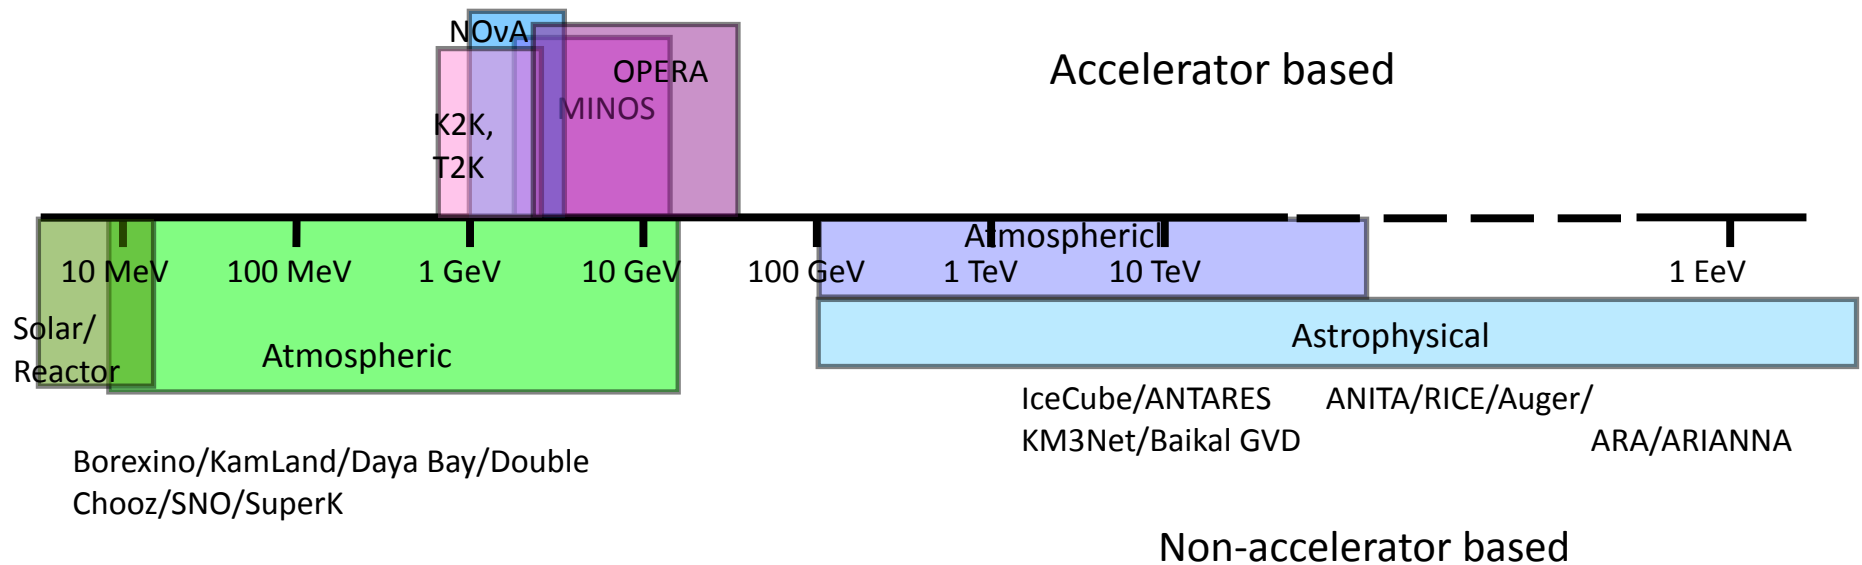 NOνA
Accelerator based
OPERA
MINOS
K2K,
T2K
Atmospheric
10 MeV
100 MeV
1 GeV
10 GeV
100 GeV
1 TeV
10 TeV
1 EeV
Solar/
Reactor
Atmospheric
Astrophysical
IceCube/ANTARES
KM3Net/Baikal GVD
ANITA/RICE/Auger/
ARA/ARIANNA
Borexino/KamLand/Daya Bay/Double
Chooz/SNO/SuperK
Non-accelerator based